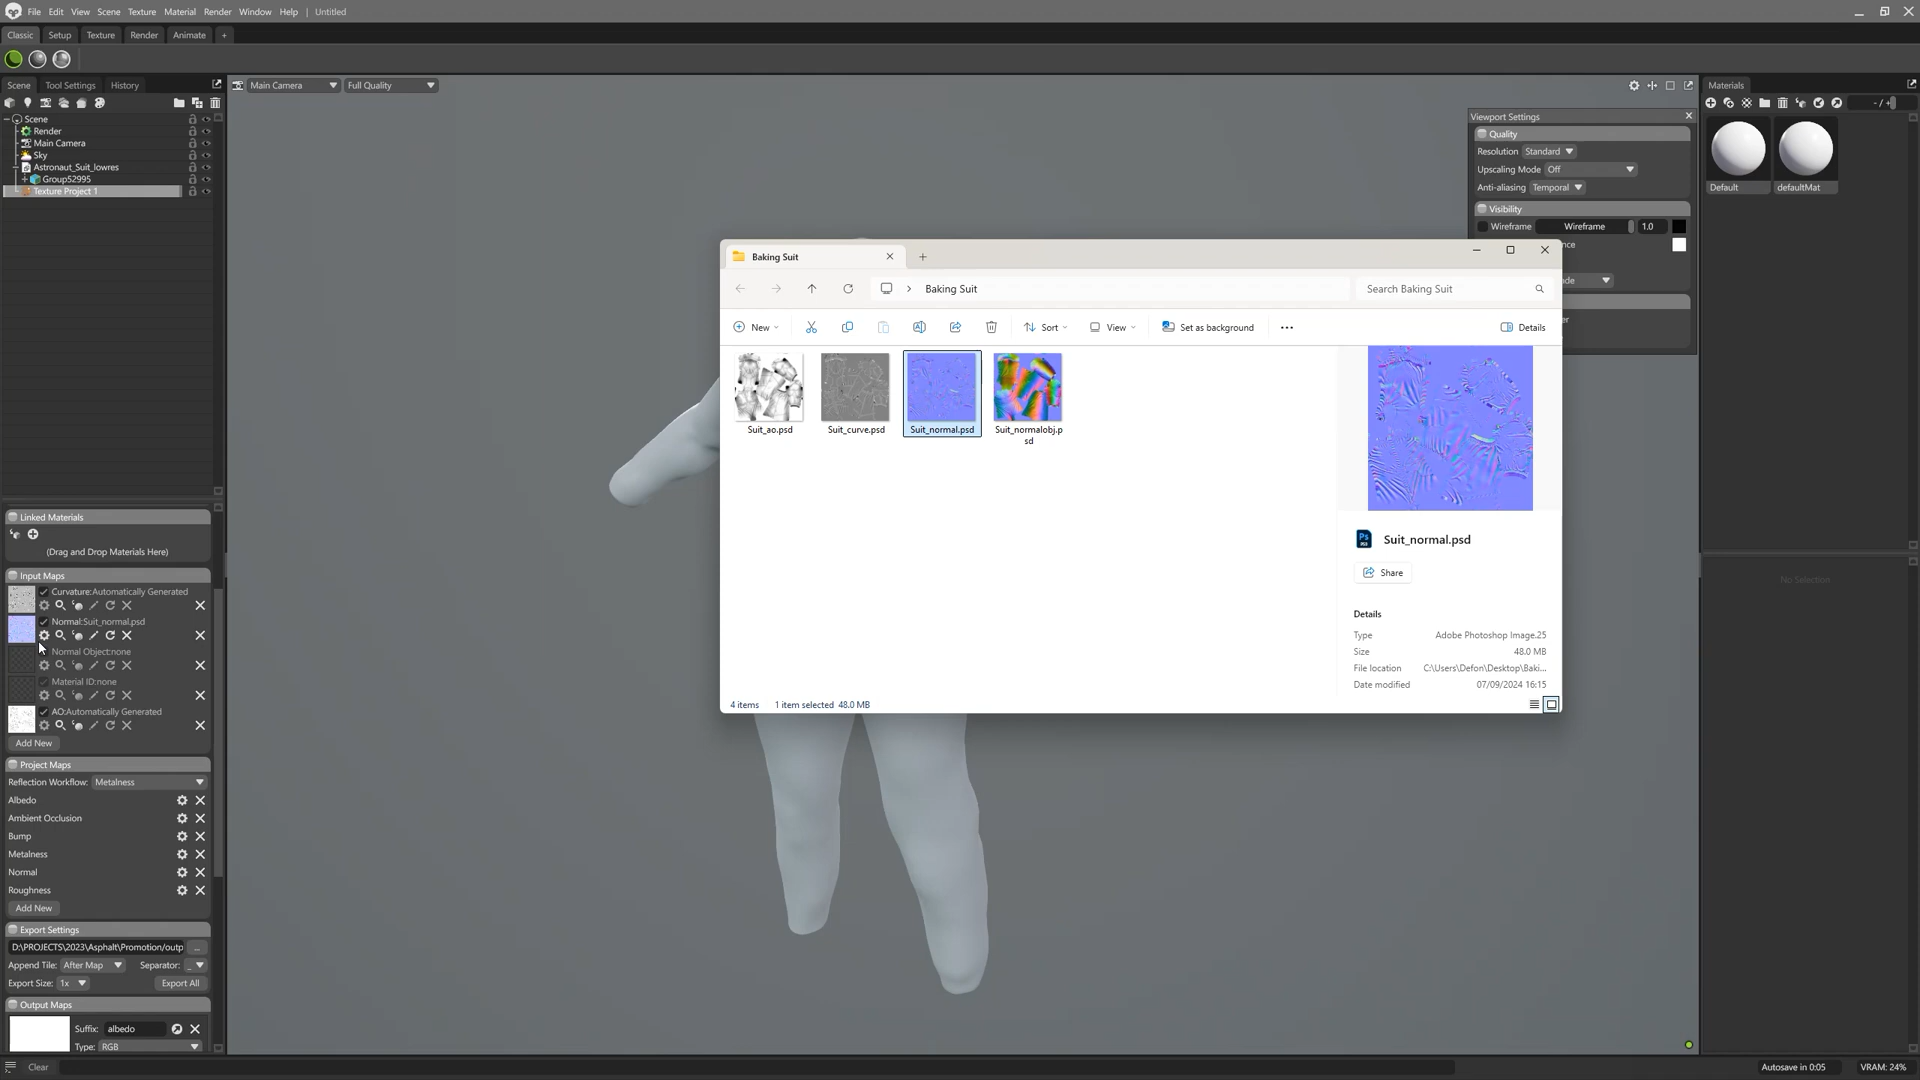 File Edit View Scene Texture Material Render Window Help | Untitled
Classic Setup Texture Render Animate +
Scene Tool Settings History
Main Camera Full Quality
Materials
- / +
Scene
Render
Main Camera
Sky
Astronaut_Suit_lowres
Group52995
Texture Project 1
Viewport Settings
Quality
Resolution Standard
Upscaling Mode Off
Anti-aliasing Temporal
Visibility
Wireframe Wireframe 1.0
nce
de
er
Default defaultMat
No Selection
Baking Suit
Baking Suit
Search Baking Suit
New Sort View Set as background ... Details
Suit_ao.psd
Suit_curve.psd
Suit_normal.psd
Suit_normalobj.p
sd
Suit_normal.psd
Share
Details
Type Adobe Photoshop Image.25
Size 48.0 MB
File location C:\Users\Defon\Desktop\Baki...
Date modified 07/09/2024 16:15
4 items 1 item selected 48.0 MB
Linked Materials
(Drag and Drop Materials Here)
Input Maps
Curvature:Automatically Generated
Normal:Suit_normal.psd
Normal Object:none
Material ID:none
AO:Automatically Generated
Add New
Project Maps
Reflection Workflow: Metalness
Albedo
Ambient Occlusion
Bump
Metalness
Normal
Roughness
Add New
Export Settings
D:\PROJECTS\2023\Asphalt\Promotion/outp ...
Append Tile: After Map Separator: _
Export Size: 1x Export All
Output Maps
Suffix: albedo
Type: RGB
Clear
Autosave in 0:05 VRAM: 24%